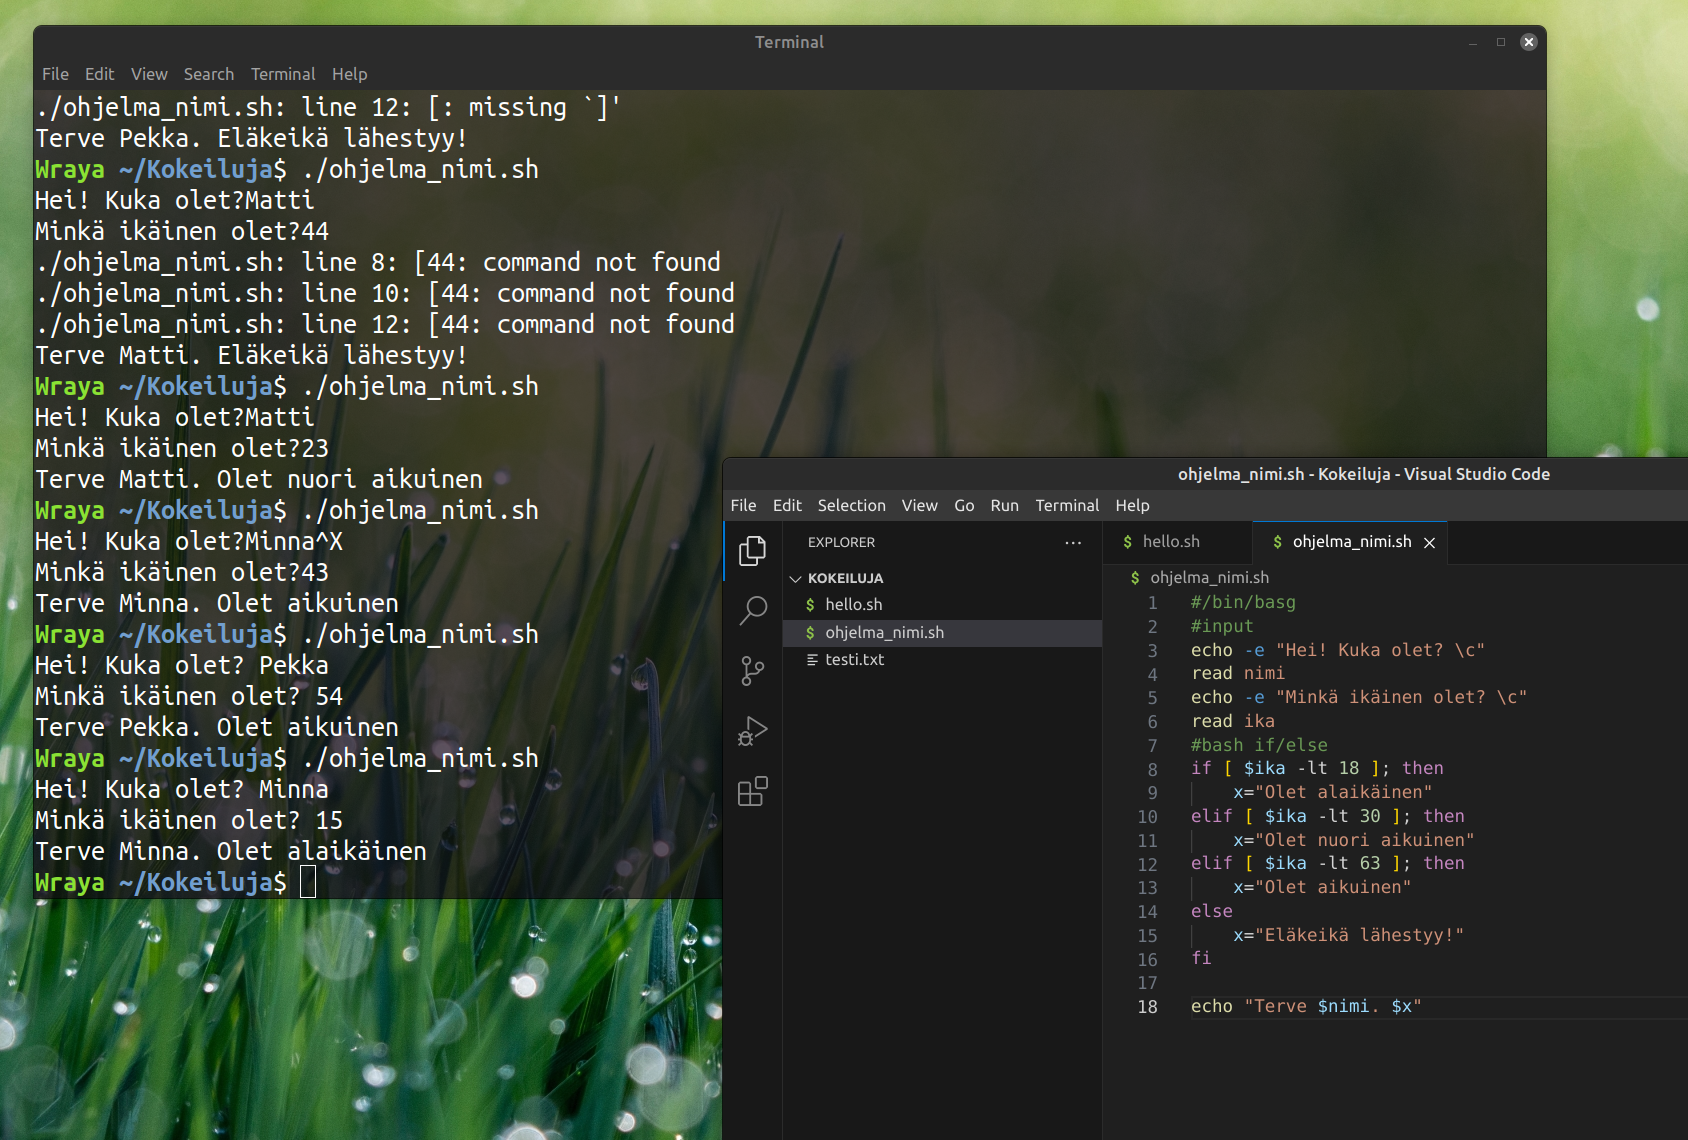 Terminal
File Edit View Search Terminal Help
./ohjelma_nimi.sh: line 12: [: missing `]'
Terve Pekka. Eläkeikä lähestyy!
Wraya ~/Kokeiluja$ ./ohjelma_nimi.sh
Hei! Kuka olet?Matti
Minkä ikäinen olet?44
./ohjelma_nimi.sh: line 8: [44: command not found
./ohjelma_nimi.sh: line 10: [44: command not found
./ohjelma_nimi.sh: line 12: [44: command not found
Terve Matti. Eläkeikä lähestyy!
Wraya ~/Kokeiluja$ ./ohjelma_nimi.sh
Hei! Kuka olet?Matti
Minkä ikäinen olet?23
Terve Matti. Olet nuori aikuinen
Wraya ~/Kokeiluja$ ./ohjelma_nimi.sh
Hei! Kuka olet?Minna^X
Minkä ikäinen olet?43
Terve Minna. Olet aikuinen
Wraya ~/Kokeiluja$ ./ohjelma_nimi.sh
Hei! Kuka olet? Pekka
Minkä ikäinen olet? 54
Terve Pekka. Olet aikuinen
Wraya ~/Kokeiluja$ ./ohjelma_nimi.sh
Hei! Kuka olet? Minna
Minkä ikäinen olet? 15
Terve Minna. Olet alaikäinen
Wraya ~/Kokeiluja$
ohjelma_nimi.sh - Kokeiluja - Visual Studio Code
File Edit Selection View Go Run Terminal Help
EXPLORER ...
KOKEILUJA
$ hello.sh
$ ohjelma_nimi.sh
testi.txt
$ hello.sh $ ohjelma_nimi.sh
$ ohjelma_nimi.sh
1 #/bin/basg
2 #input
3 echo -e "Hei! Kuka olet? \c"
4 read nimi
5 echo -e "Minkä ikäinen olet? \c"
6 read ika
7 #bash if/else
8 if [ $ika -lt 18 ]; then
9 x="Olet alaikäinen"
10 elif [ $ika -lt 30 ]; then
11 x="Olet nuori aikuinen"
12 elif [ $ika -lt 63 ]; then
13 x="Olet aikuinen"
14 else
15 x="Eläkeikä lähestyy!"
16 fi
17
18 echo "Terve $nimi. $x"